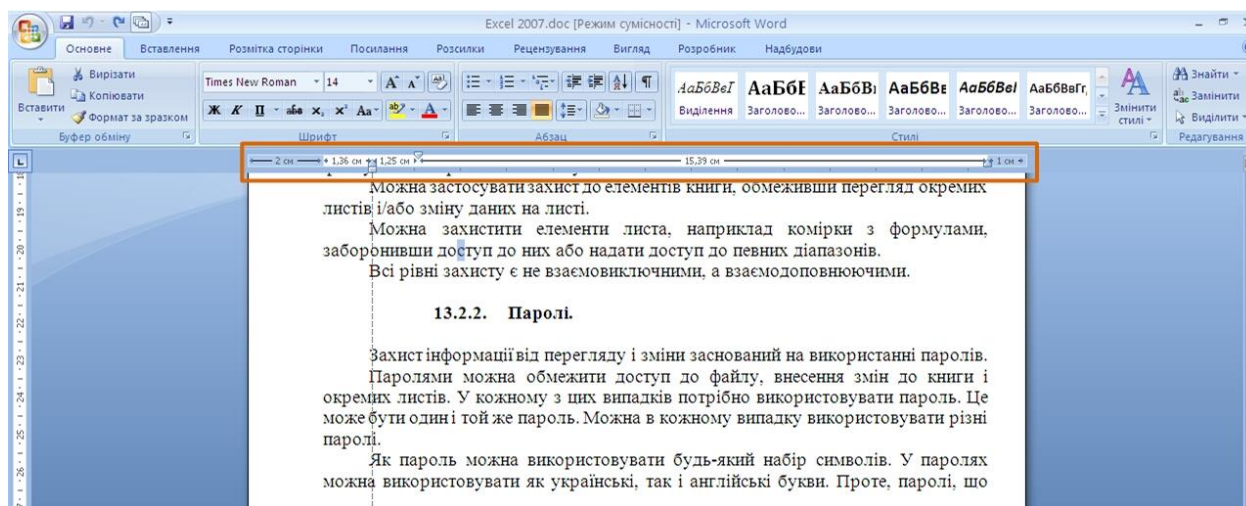 Excel 2007.doc [Режим сумісності] - Microsoft Word
Основне Вставлення Розмітка сторінки Посилання Розсилки Рецензування Вигляд Розробник Надбудови
Вставити
Вирізати
Копіювати
Формат за зразком
Буфер обміну
Times New Roman 14
Ж К П abc x, x² Aa
Шрифт
Абзац
АаБбВвГ АаБбВ АаБбВв АаБбВв АаБбВвІ АаБбВвГг,
Виділення Заголово... Заголово... Заголово... Заголово... Заголово...
Змінити стилі
Стилі
Знайти
Замінити
Виділити
Редагування
2 см 1,36 см 1,25 см 15,39 см 1 см
Можна застосувати захист до елементів книги, обмеживши перегляд окремих
листів і/або зміну даних на листі.
Можна захистити елементи листа, наприклад комірки з формулами,
заборонивши доступ до них або надати доступ до певних діапазонів.
Всі рівні захисту є не взаємовиключними, а взаємодоповнюючими.
13.2.2. Паролі.
Захист інформації від перегляду і зміни заснований на використанні паролів.
Паролями можна обмежити доступ до файлу, внесення змін до книги і
окремих листів. У кожному з цих випадків потрібно використовувати пароль. Це
може бути один і той же пароль. Можна в кожному випадку використовувати різні
паролі.
Як пароль можна використовувати будь-який набір символів. У паролях
можна використовувати як українські, так і англійські букви. Проте, паролі, що